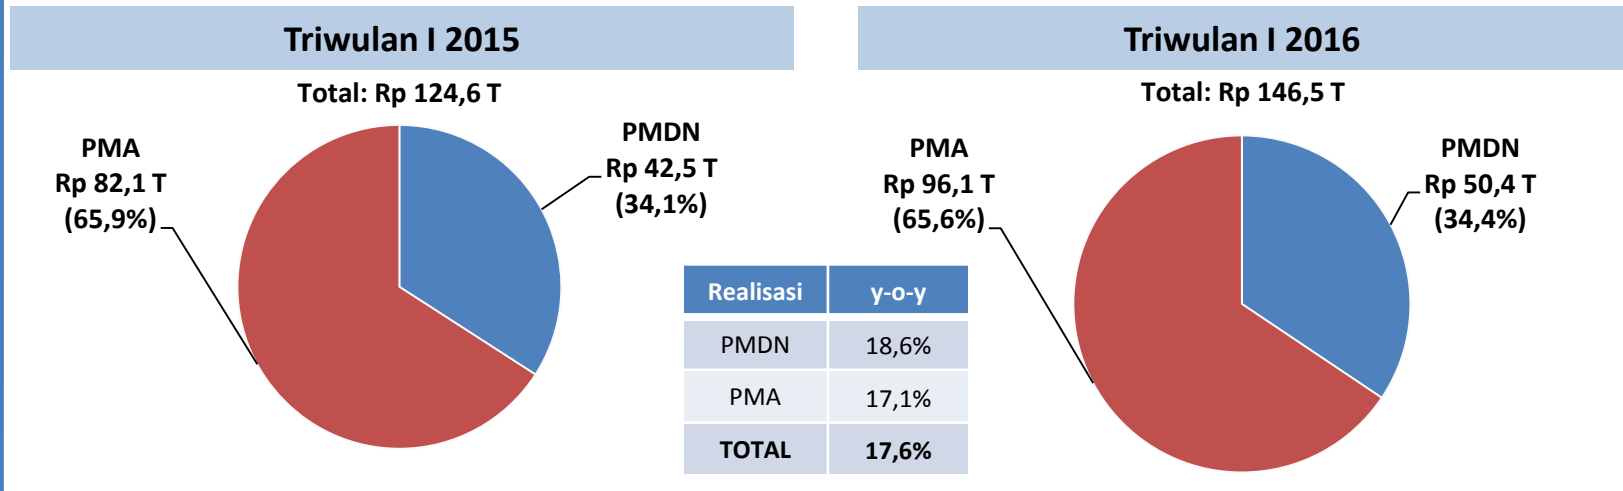 Triwulan I 2015
Total: Rp 124,6 T
PMA
Rp 82,1 T
(65,9%)
PMDN
Rp 42,5 T
(34,1%)
Triwulan I 2016
Total: Rp 146,5 T
PMA
Rp 96,1 T
(65,6%)
PMDN
Rp 50,4 T
(34,4%)
Realisasi y-o-y
PMDN 18,6%
PMA 17,1%
TOTAL 17,6%